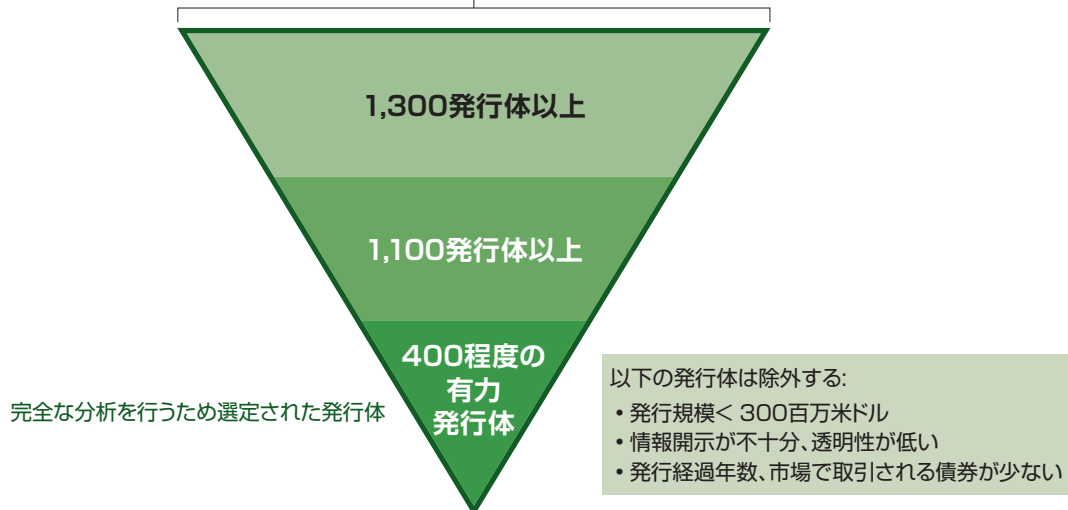 1,300発行体以上
1,100発行体以上
400程度の
有力
発行体
完全な分析を行うため選定された発行体
以下の発行体は除外する:
• 発行規模< 300百万米ドル
• 情報開示が不十分、透明性が低い
• 発行経過年数、市場で取引される債券が少ない